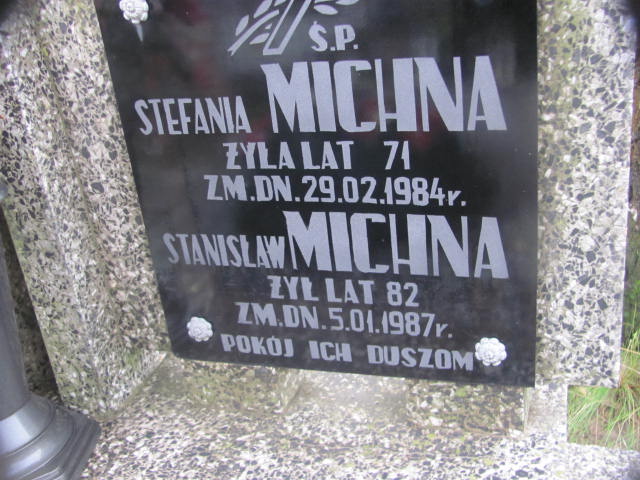 Ś.P.
STEFANIA MICHNA
ŻYŁA LAT 71
ZM.DN.29.02.1984r.
STANISŁAW MICHNA
ŻYŁ LAT 82
ZM.DN.5.01.1987r.
POKÓJ ICH DUSZOM